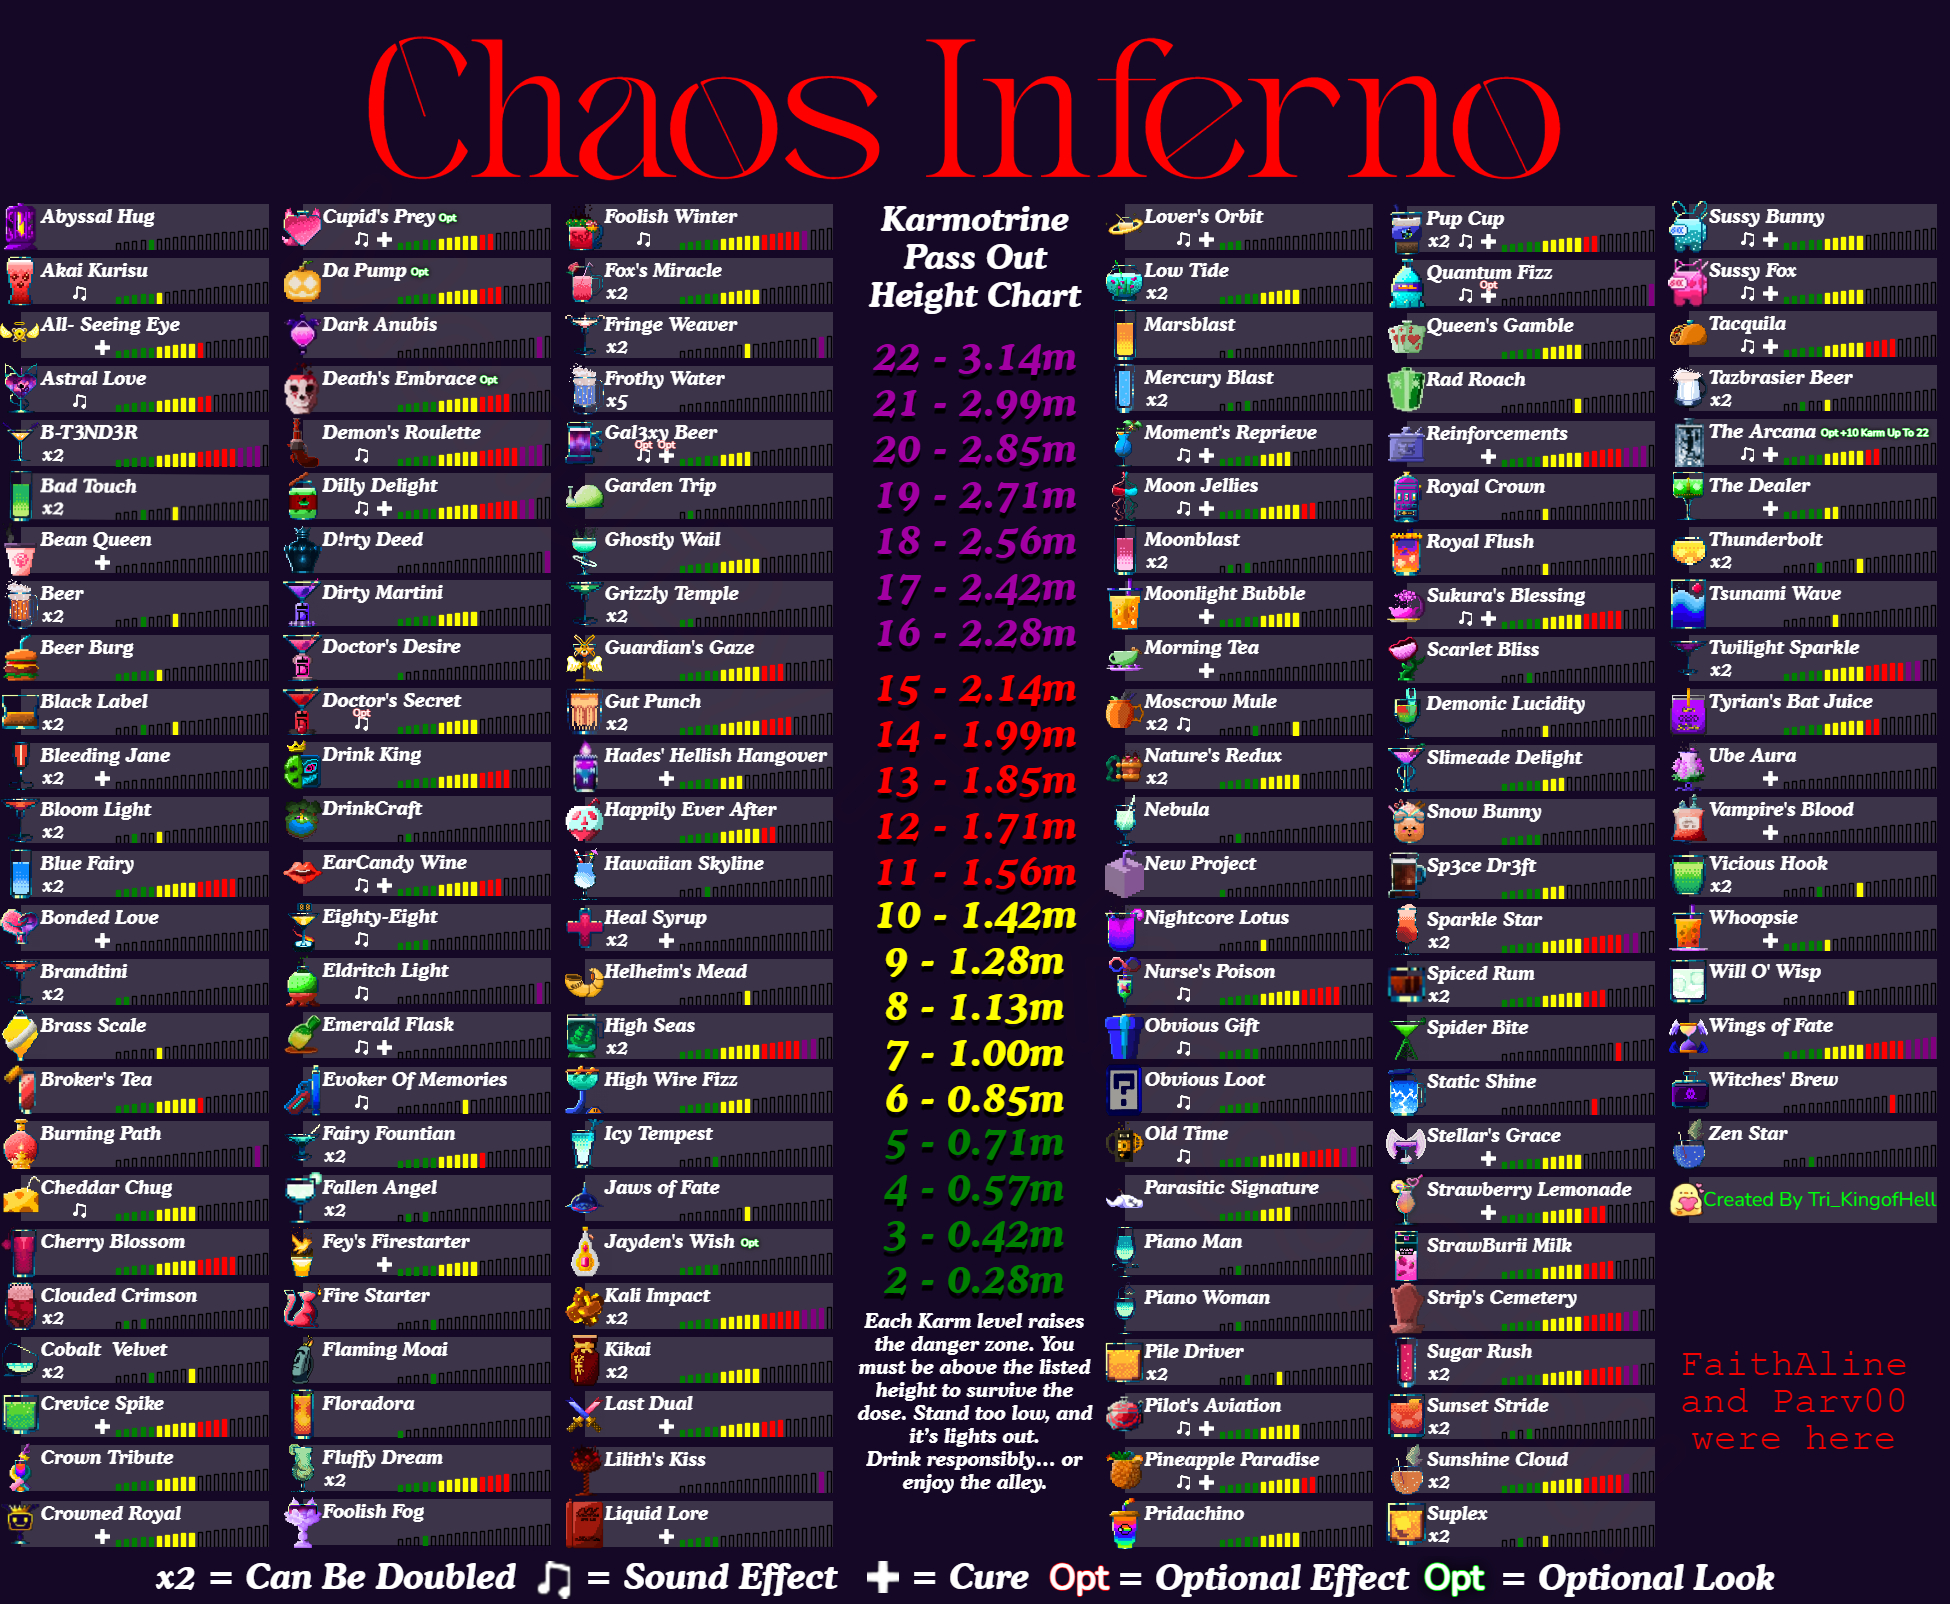 Chaos Inferno
Abyssal Hug
Akai Kurisu
All- Seeing Eye
Astral Love
B-T3ND3R
x2
Bad Touch
x2
Bean Queen
Beer
x2
Beer Burg
Black Label
x2
Bleeding Jane
x2
Bloom Light
x2
Blue Fairy
x2
Bonded Love
Brandtini
x2
Brass Scale
Broker's Tea
Burning Path
Cheddar Chug
Cherry Blossom
Clouded Crimson
x2
Cobalt  Velvet
x2
Crevice Spike
Crown Tribute
Crowned Royal
Cupid's Prey Opt
Da Pump Opt
Dark Anubis
Death's Embrace Opt
Demon's Roulette
Dilly Delight
D!rty Deed
Dirty Martini
Doctor's Desire
Doctor's Secret
Opt
Drink King
DrinkCraft
EarCandy Wine
Eighty-Eight
Eldritch Light
Emerald Flask
Evoker Of Memories
Fairy Fountian
x2
Fallen Angel
x2
Fey's Firestarter
Fire Starter
Flaming Moai
Floradora
Fluffy Dream
x2
Foolish Fog
Foolish Winter
Fox's Miracle
x2
Fringe Weaver
x2
Frothy Water
x5
Gal3xy Beer
Opt Opt
Garden Trip
Ghostly Wail
Grizzly Temple
x2
Guardian's Gaze
Gut Punch
x2
Hades' Hellish Hangover
Happily Ever After
Hawaiian Skyline
Heal Syrup
x2
Helheim's Mead
High Seas
x2
High Wire Fizz
Icy Tempest
Jaws of Fate
Jayden's Wish Opt
Kali Impact
x2
Kikai
x2
Last Dual
Lilith's Kiss
Liquid Lore
Karmotrine
Pass Out
Height Chart
22 - 3.14m
21 - 2.99m
20 - 2.85m
19 - 2.71m
18 - 2.56m
17 - 2.42m
16 - 2.28m
15 - 2.14m
14 - 1.99m
13 - 1.85m
12 - 1.71m
11 - 1.56m
10 - 1.42m
9 - 1.28m
8 - 1.13m
7 - 1.00m
6 - 0.85m
5 - 0.71m
4 - 0.57m
3 - 0.42m
2 - 0.28m
Each Karm level raises
the danger zone. You
must be above the listed
height to survive the
dose. Stand too low, and
it's lights out.
Drink responsibly... or
enjoy the alley.
Lover's Orbit
Low Tide
x2
Marsblast
Mercury Blast
x2
Moment's Reprieve
Moon Jellies
Moonblast
x2
Moonlight Bubble
Morning Tea
Moscrow Mule
x2
Nature's Redux
x2
Nebula
New Project
Nightcore Lotus
Nurse's Poison
Obvious Gift
Obvious Loot
Old Time
Parasitic Signature
Piano Man
Piano Woman
Pile Driver
x2
Pilot's Aviation
Pineapple Paradise
Pridachino
Pup Cup
x2
Quantum Fizz
Opt
Queen's Gamble
Rad Roach
Reinforcements
Royal Crown
Royal Flush
Sukura's Blessing
Scarlet Bliss
Demonic Lucidity
Slimeade Delight
Snow Bunny
Sp3ce Dr3ft
Sparkle Star
x2
Spiced Rum
x2
Spider Bite
Static Shine
Stellar's Grace
Strawberry Lemonade
StrawBurii Milk
Strip's Cemetery
Sugar Rush
x2
Sunset Stride
x2
Sunshine Cloud
x2
Suplex
x2
Sussy Bunny
Sussy Fox
Tacquila
Tazbrasier Beer
x2
The Arcana Opt +10 Karm Up To 22
The Dealer
Thunderbolt
x2
Tsunami Wave
Twilight Sparkle
x2
Tyrian's Bat Juice
Ube Aura
Vampire's Blood
Vicious Hook
x2
Whoopsie
Will O' Wisp
Wings of Fate
Witches' Brew
Zen Star
Created By Tri_KingofHell
FaithAline
and Parv00
were here
x2 = Can Be Doubled = Sound Effect = Cure Opt = Optional Effect Opt = Optional Look